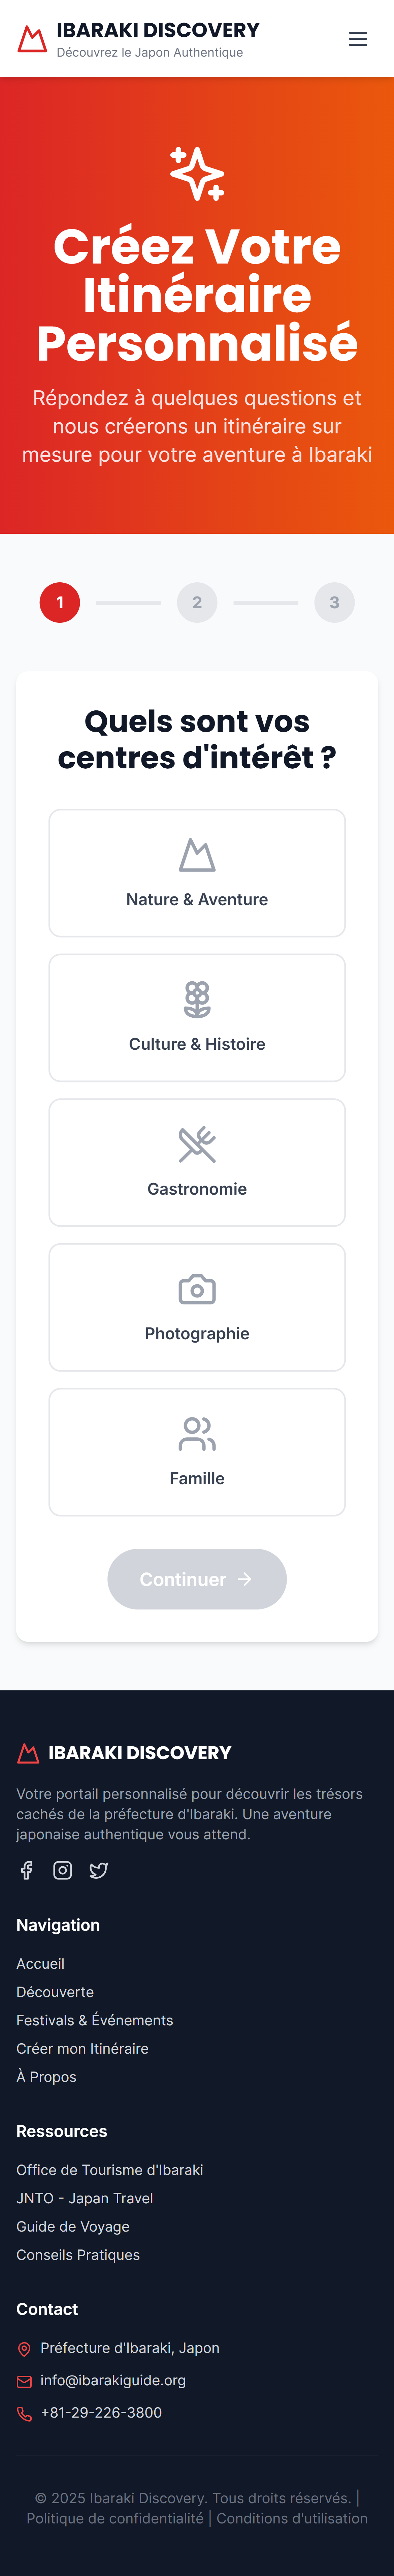 IBARAKI DISCOVERY
Découvrez le Japon Authentique
Créez Votre
Itinéraire
Personnalisé
Répondez à quelques questions et
nous créerons un itinéraire sur
mesure pour votre aventure à Ibaraki
1
2
3
Quels sont vos
centres d'intérêt ?
Nature & Aventure
Culture & Histoire
Gastronomie
Photographie
Famille
Continuer →
IBARAKI DISCOVERY
Votre portail personnalisé pour découvrir les trésors
cachés de la préfecture d'Ibaraki. Une aventure
japonaise authentique vous attend.
Navigation
Accueil
Découverte
Festivals & Événements
Créer mon Itinéraire
À Propos
Ressources
Office de Tourisme d'Ibaraki
JNTO - Japan Travel
Guide de Voyage
Conseils Pratiques
Contact
Préfecture d'Ibaraki, Japon
info@ibarakiguide.org
+81-29-226-3800
© 2025 Ibaraki Discovery. Tous droits réservés. |
Politique de confidentialité | Conditions d'utilisation